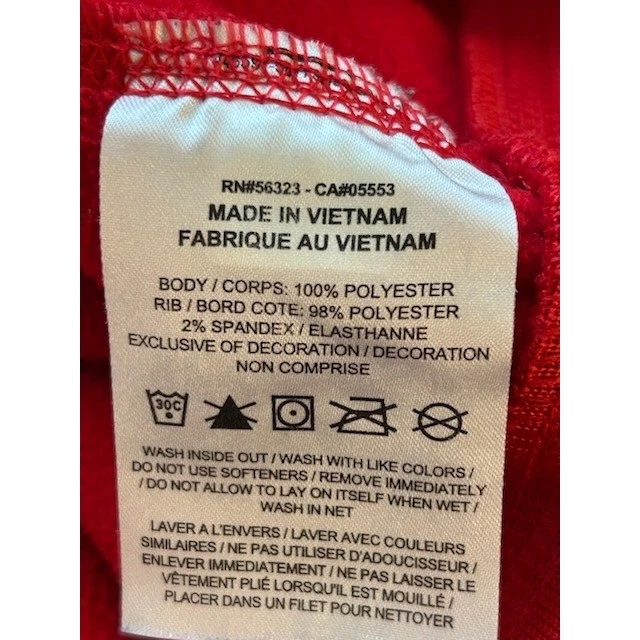 RN#56323 - CA#05553
MADE IN VIETNAM
FABRIQUE AU VIETNAM
BODY / CORPS: 100% POLYESTER
RIB / BORD COTE: 98% POLYESTER
2% SPANDEX / ELASTHANNE
EXCLUSIVE OF DECORATION / DECORATION
NON COMPRISE
30C
WASH INSIDE OUT / WASH WITH LIKE COLORS /
DO NOT USE SOFTENERS / REMOVE IMMEDIATELY
/ DO NOT ALLOW TO LAY ON ITSELF WHEN WET /
WASH IN NET
LAVER A L'ENVERS / LAVER AVEC COULEURS
SIMILAIRES / NE PAS UTILISER D'ADOUCISSEUR /
ENLEVER IMMEDIATEMENT / NE PAS LAISSER LE
VÊTEMENT PLIÉ LORSQU'IL EST MOUILLÉ /
PLACER DANS UN FILET POUR NETTOYER